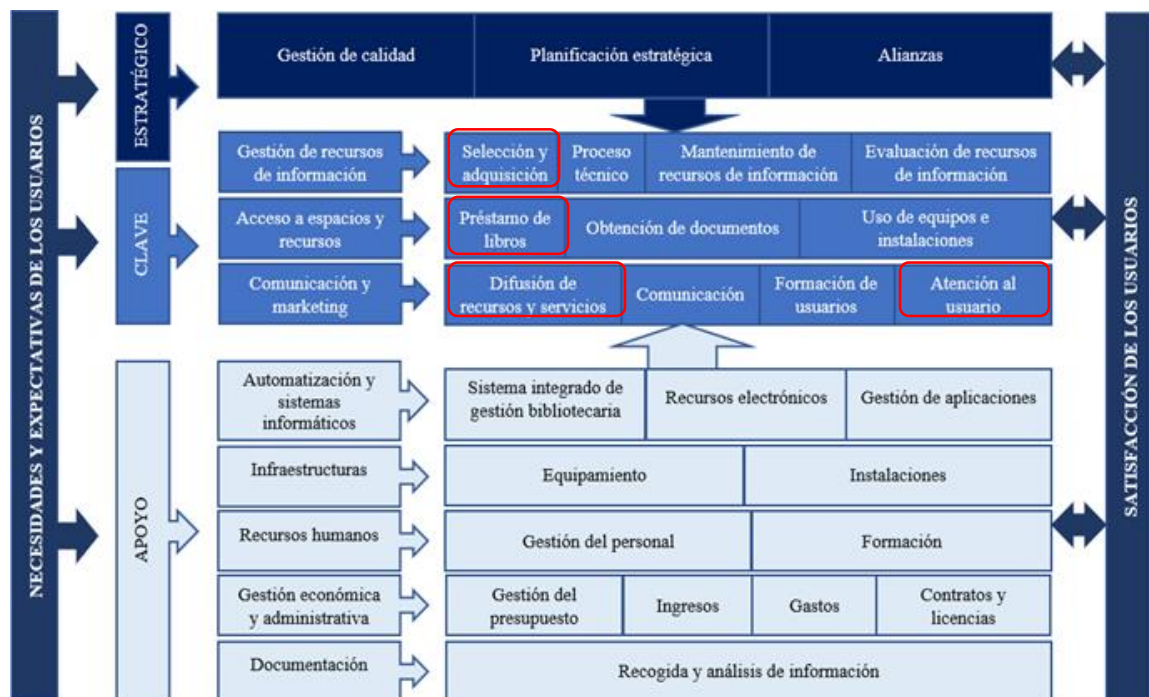 NECESIDADES Y EXPECTATIVAS DE LOS USUARIOS
ESTRATÉGICO
Gestión de calidad
Planificación estratégica
Alianzas
CLAVE
Gestión de recursos
de información
Selección y
adquisición
Proceso
técnico
Mantenimiento de
recursos de información
Evaluación de recursos
de información
Acceso a espacios y
recursos
Préstamo de
libros
Obtención de documentos
Uso de equipos e
instalaciones
Comunicación y
marketing
Difusión de
recursos y servicios
Comunicación
Formación de
usuarios
Atención al
usuario
APOYO
Automatización y
sistemas
informáticos
Sistema integrado de
gestión bibliotecaria
Recursos electrónicos
Gestión de aplicaciones
Infraestructuras
Equipamiento
Instalaciones
Recursos humanos
Gestión del personal
Formación
Gestión económica
y administrativa
Gestión del
presupuesto
Ingresos
Gastos
Contratos y
licencias
Documentación
Recogida y análisis de información
SATISFACCIÓN DE LOS USUARIOS